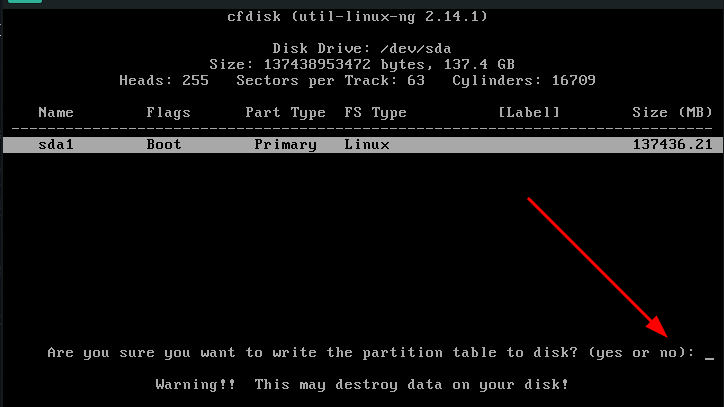 cfdisk (util-linux-ng 2.14.1)
Disk Drive: /dev/sda
Size: 137438953472 bytes, 137.4 GB
Heads: 255   Sectors per Track: 63   Cylinders: 16709
Name   Flags   Part Type   FS Type   [Label]   Size (MB)
sda1   Boot   Primary   Linux   137436.21
Are you sure you want to write the partition table to disk? (yes or no): _
Warning!!  This may destroy data on your disk!